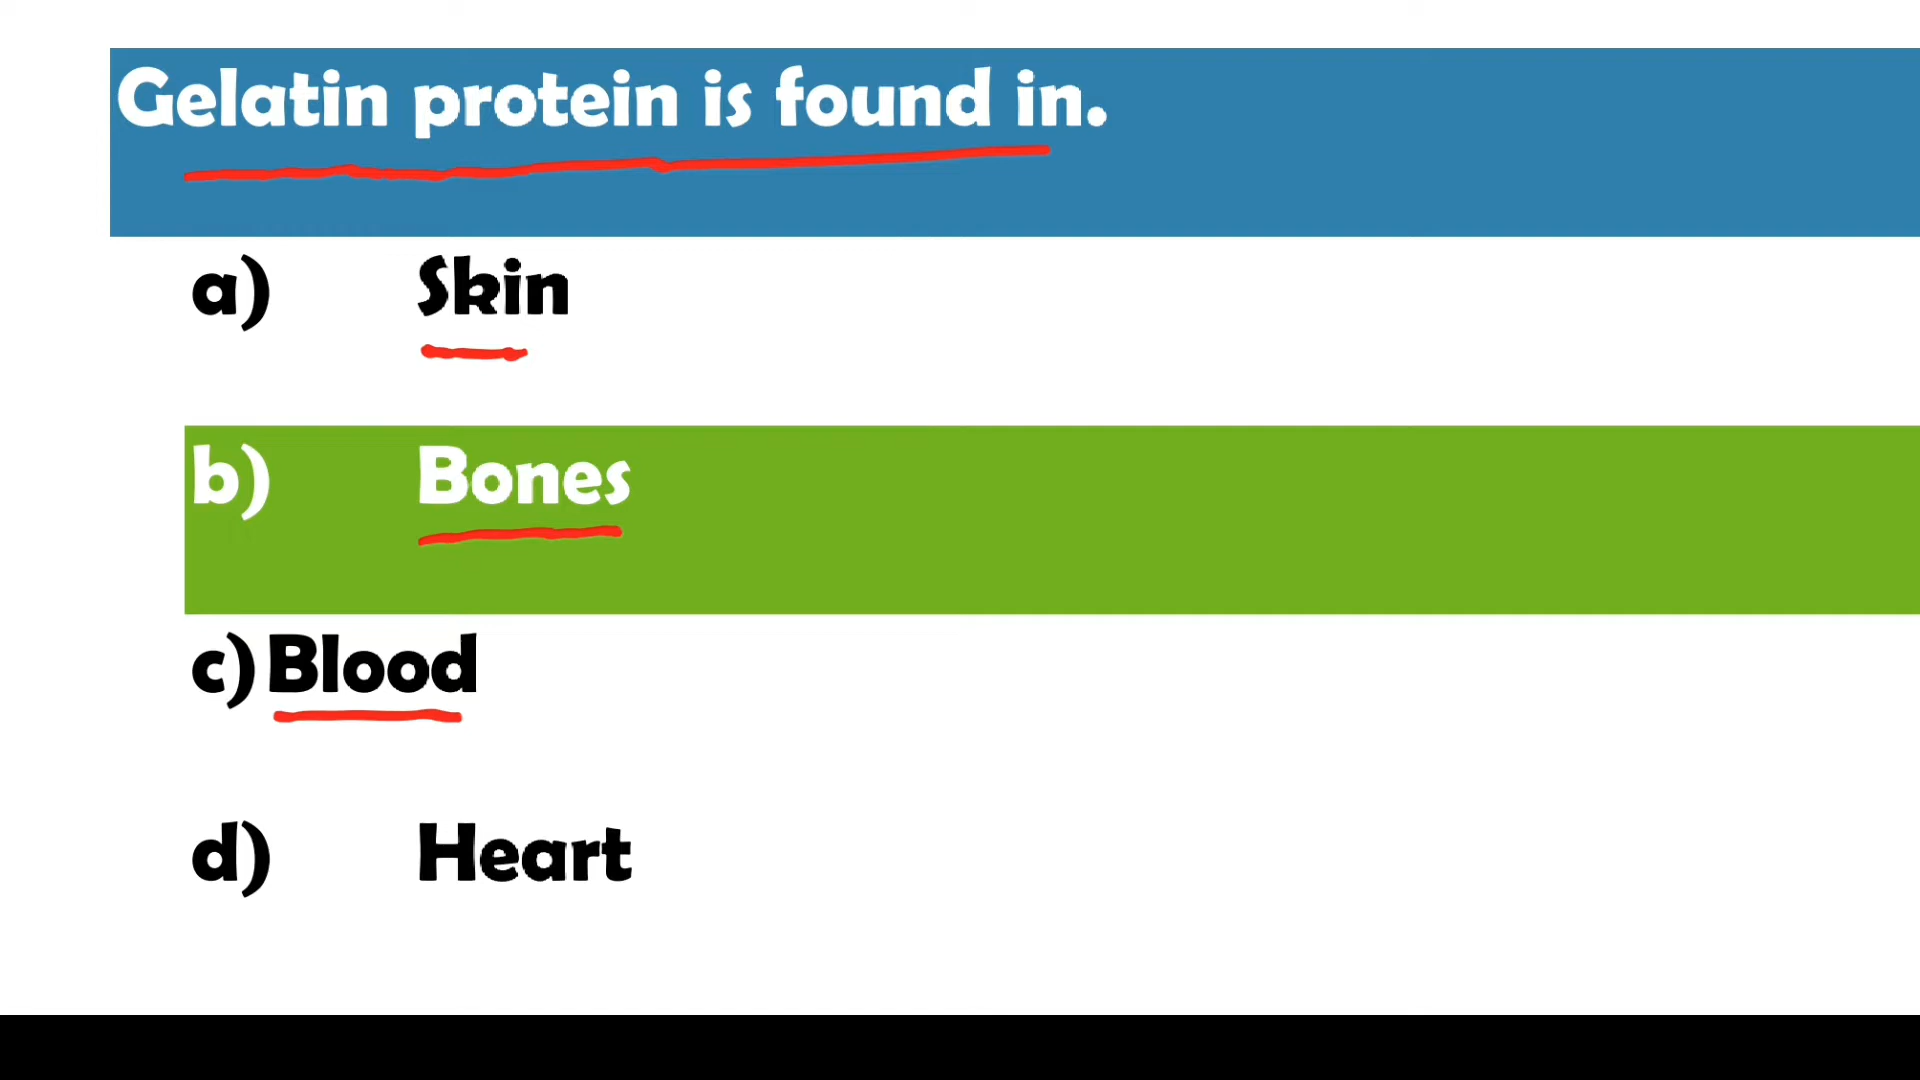 Gelatin protein is found in.
a) Skin
b) Bones
c) Blood
d) Heart